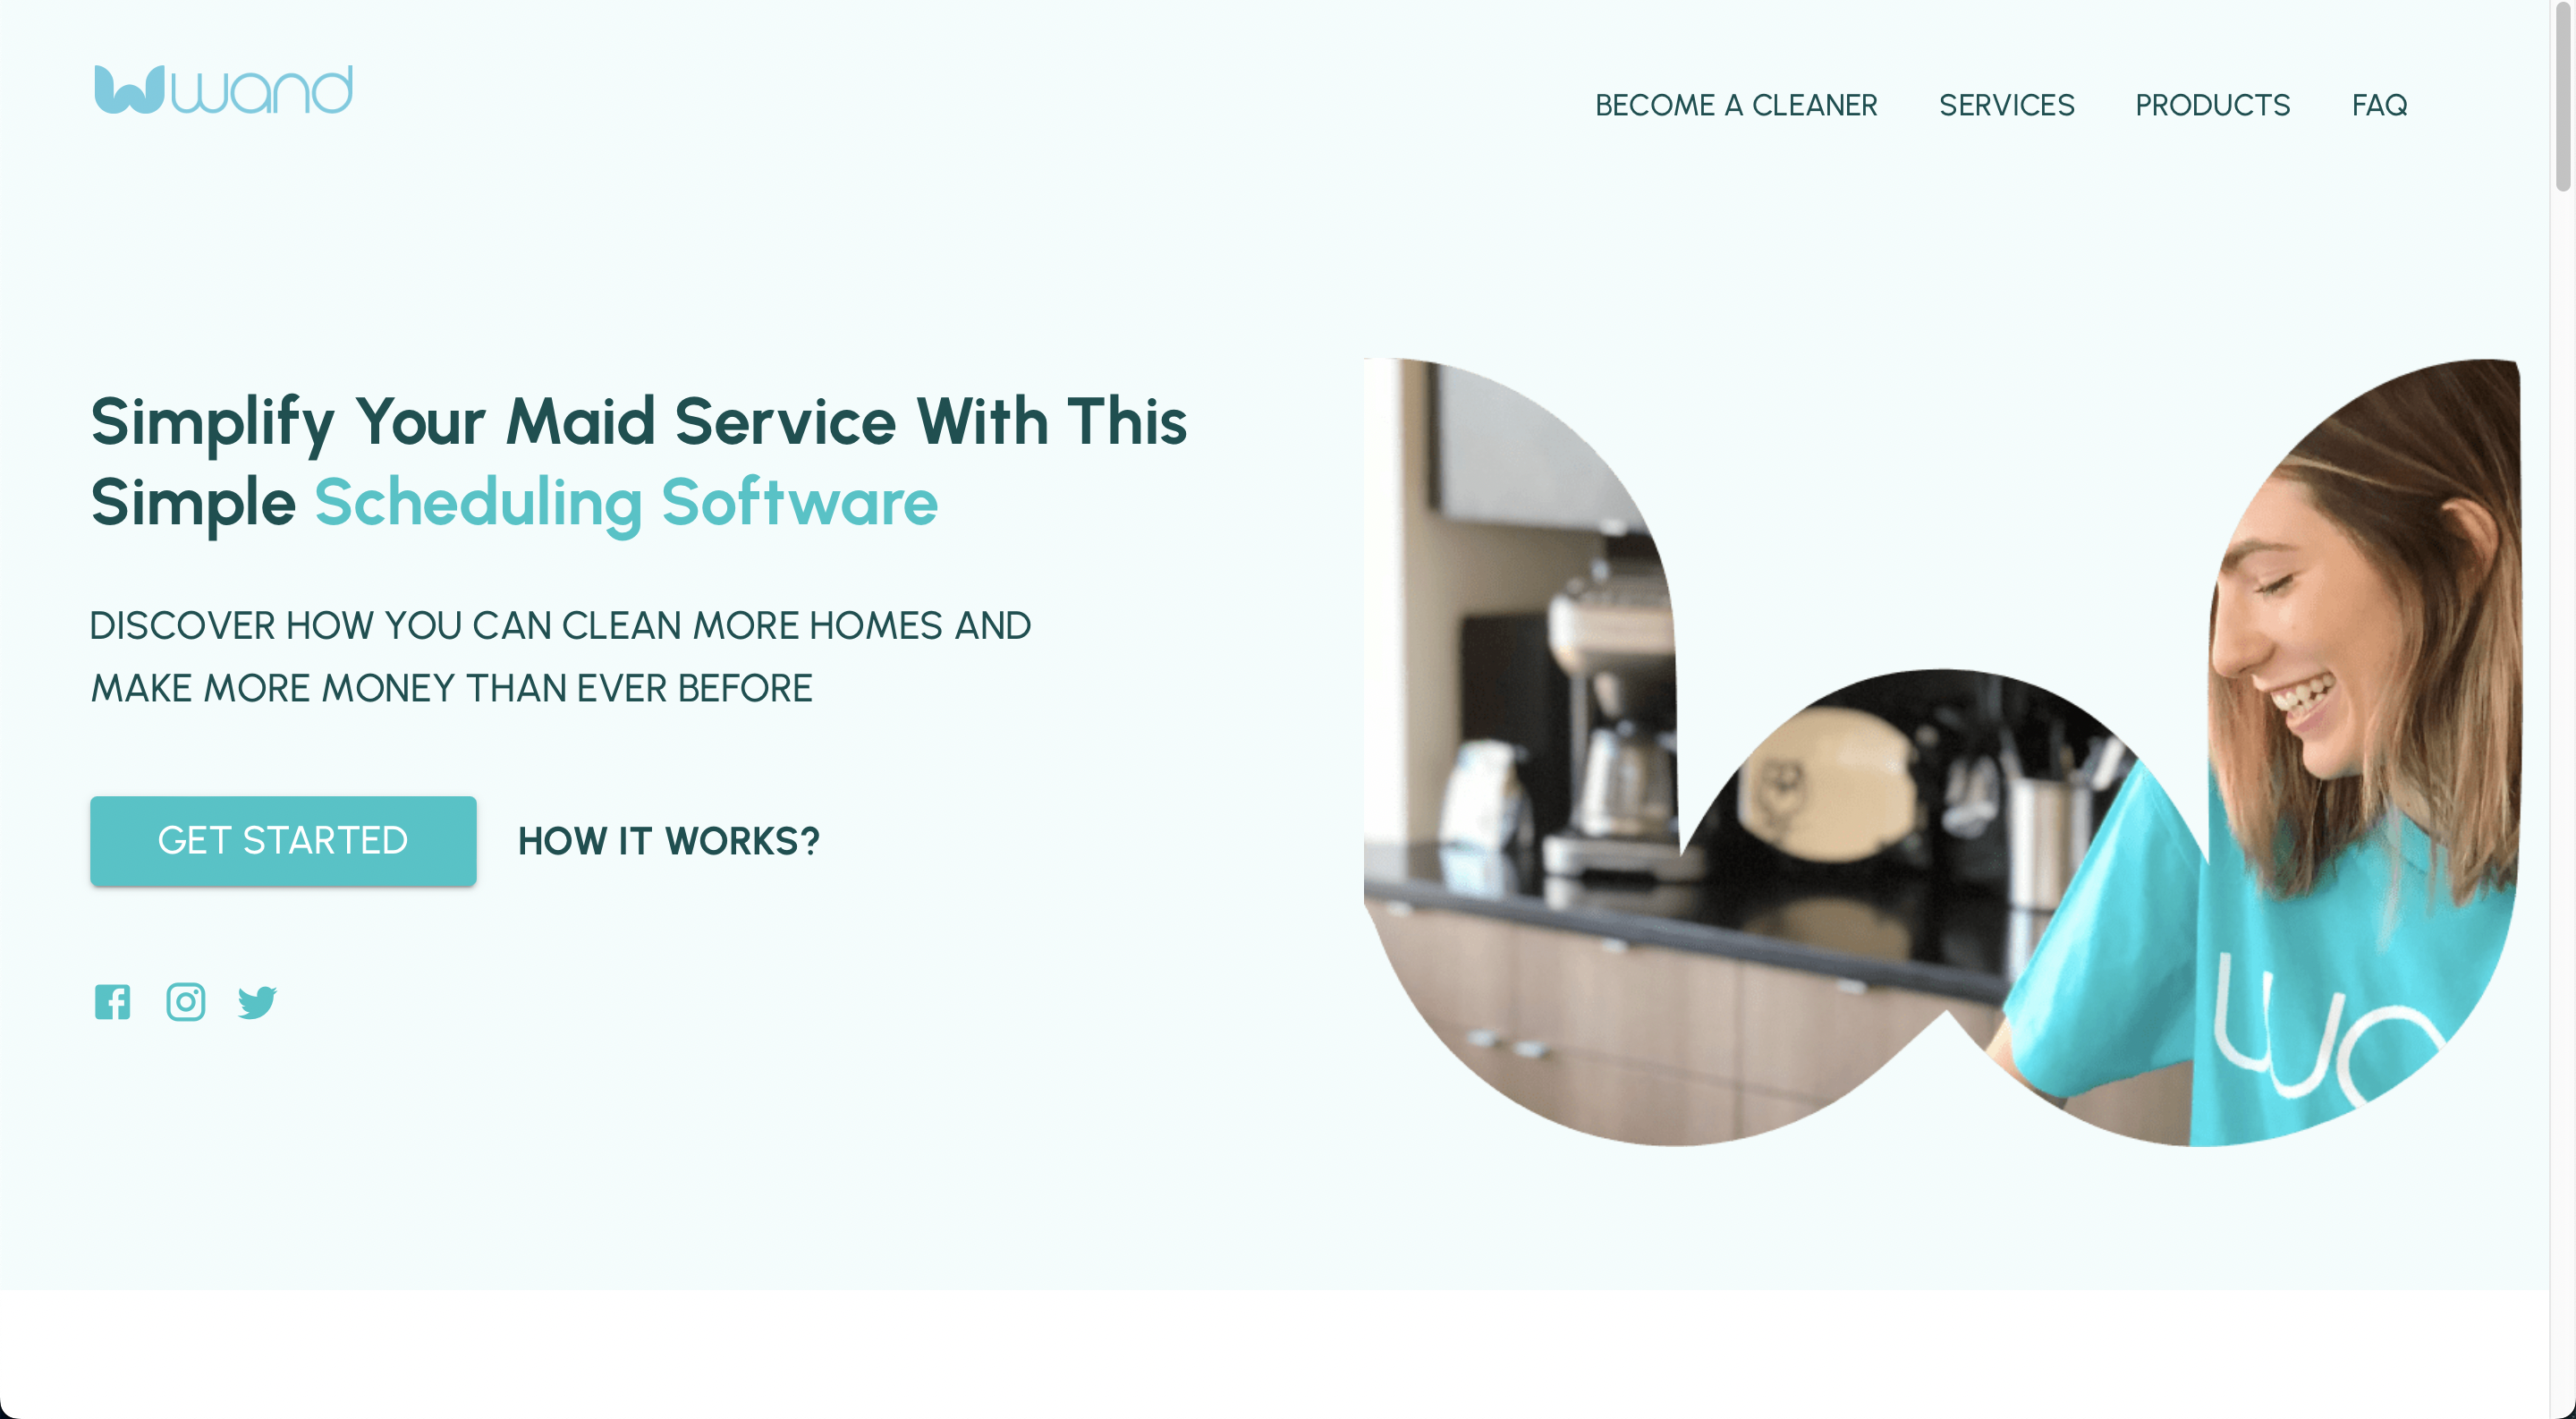 wand
BECOME A CLEANER
SERVICES
PRODUCTS
FAQ
Simplify Your Maid Service With This
Simple Scheduling Software
DISCOVER HOW YOU CAN CLEAN MORE HOMES AND
MAKE MORE MONEY THAN EVER BEFORE
GET STARTED
HOW IT WORKS?
wa